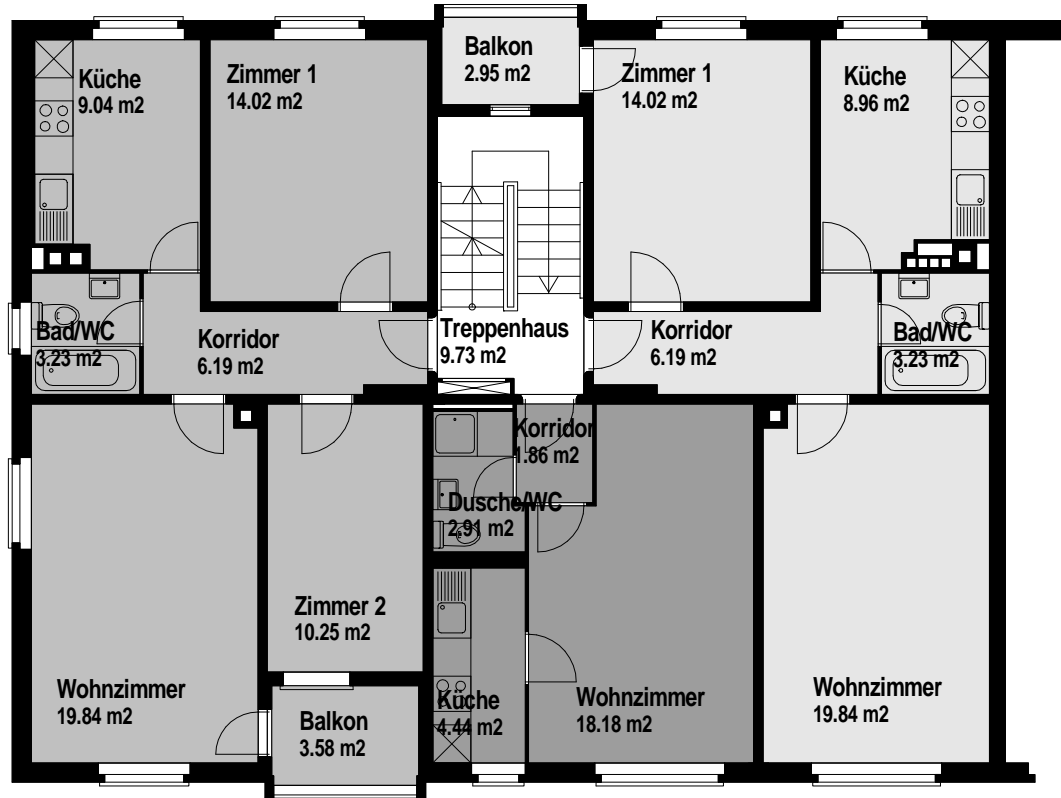 Balkon
2.95 m2
Küche
9.04 m2
Zimmer 1
14.02 m2
Zimmer 1
14.02 m2
Küche
8.96 m2
Bad/WC
3.23 m2
Korridor
6.19 m2
Treppenhaus
9.73 m2
Korridor
6.19 m2
Bad/WC
3.23 m2
Korridor
1.86 m2
Dusche/WC
2.91 m2
Zimmer 2
10.25 m2
Wohnzimmer
19.84 m2
Balkon
3.58 m2
Küche
4.44 m2
Wohnzimmer
18.18 m2
Wohnzimmer
19.84 m2